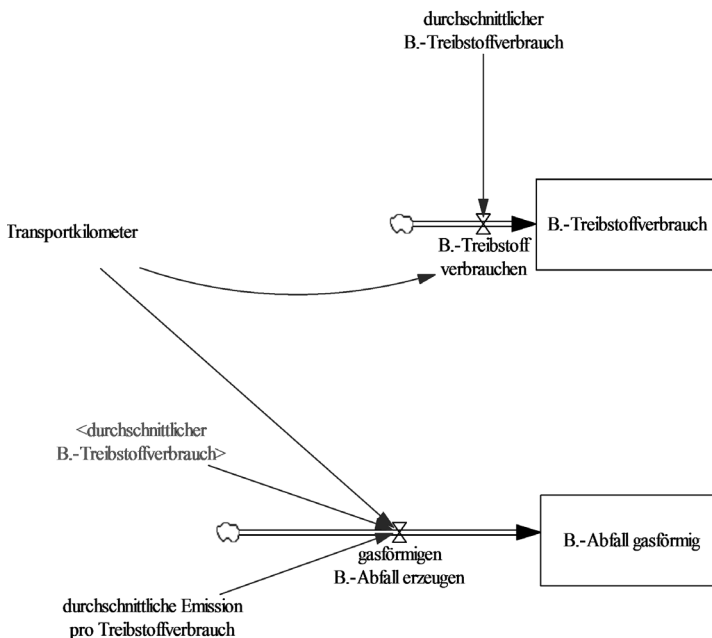 durchschnittlicher
B.-Treibstoffverbrauch
Transportkilometer
B.-Treibstoff
verbrauchen
B.-Treibstoffverbrauch
<durchschnittlicher
B.-Treibstoffverbrauch>
gasförmigen
B.-Abfall erzeugen
B.-Abfall gasförmig
durchschnittliche Emission
pro Treibstoffverbrauch